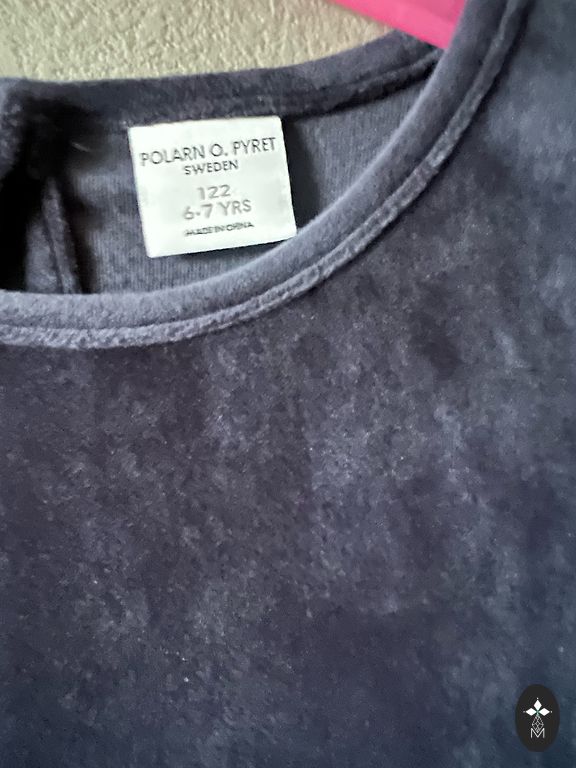 POLARN O. PYRET
SWEDEN
122
6-7 YRS
MADE IN CHINA